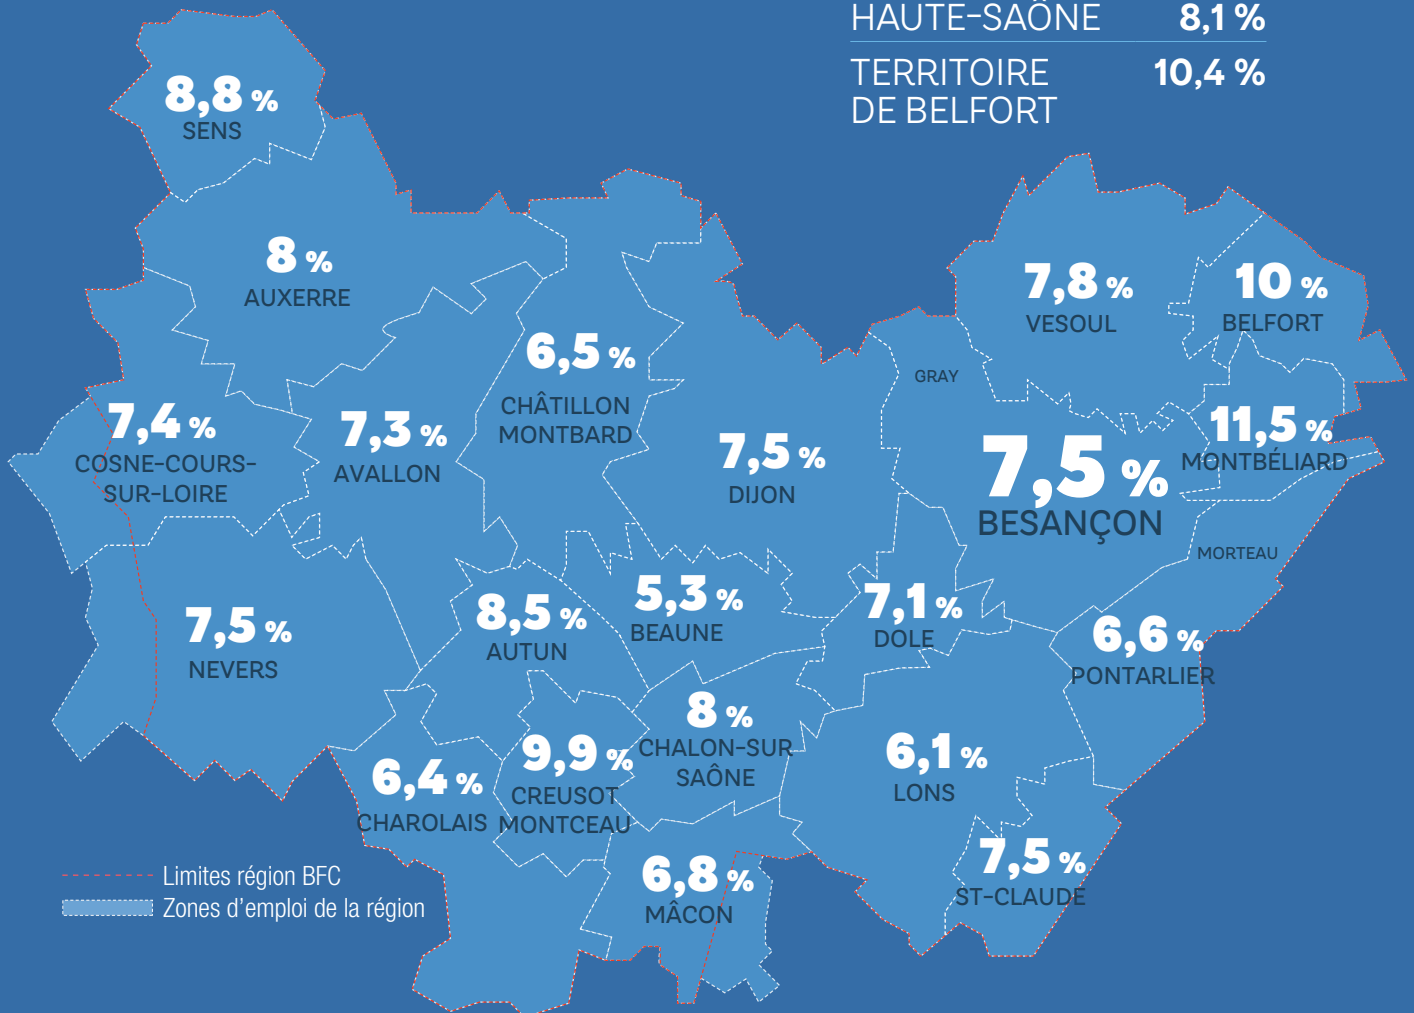 HAUTE-SAÔNE 8,1 %
TERRITOIRE 10,4 %
DE BELFORT
8,8 %
SENS
8 %
AUXERRE
7,8 %
VESOUL
10 %
BELFORT
6,5 %
CHÂTILLON
MONTBARD
GRAY
7,4 %
COSNE-COURS-
SUR-LOIRE
7,3 %
AVALLON
7,5 %
DIJON
7,5 %
BESANÇON
11,5 %
MONTBÉLIARD
MORTEAU
7,5 %
NEVERS
8,5 %
AUTUN
5,3 %
BEAUNE
7,1 %
DOLE
6,6 %
PONTARLIER
6,4 %
CHAROLAIS
9,9 %
CREUSOT
MONTCEAU
8 %
CHALON-SUR
SAÔNE
6,1 %
LONS
6,8 %
MÂCON
7,5 %
ST-CLAUDE
Limites région BFC
Zones d'emploi de la région